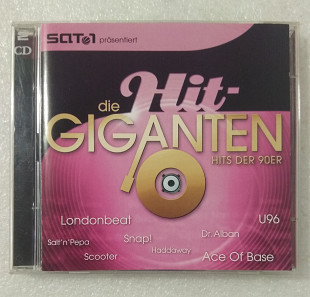 2
CD
SAT.1 präsentiert
die Hit-
GIGANTEN
HITS DER 90ER
Londonbeat
U96
Salt'n'Pepa
Snap!
Dr. Alban
Scooter
Haddaway
Ace Of Base